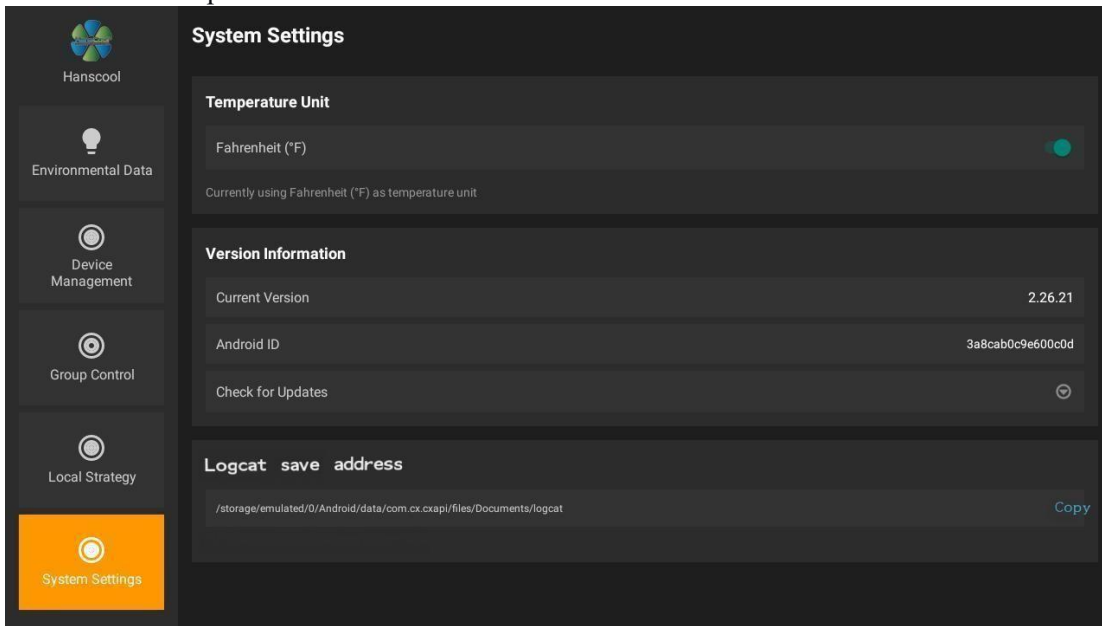 System Settings
Hanscool
Temperature Unit
Fahrenheit (°F)
Environmental Data
Currently using Fahrenheit (°F) as temperature unit
Device
Management
Version Information
Current Version 2.26.21
Android ID 3a8cab0c9e600c0d
Group Control
Check for Updates
Logcat save address
Local Strategy
/storage/emulated/0/Android/data/com.cx.cxapi/files/Documents/logcat Copy
System Settings